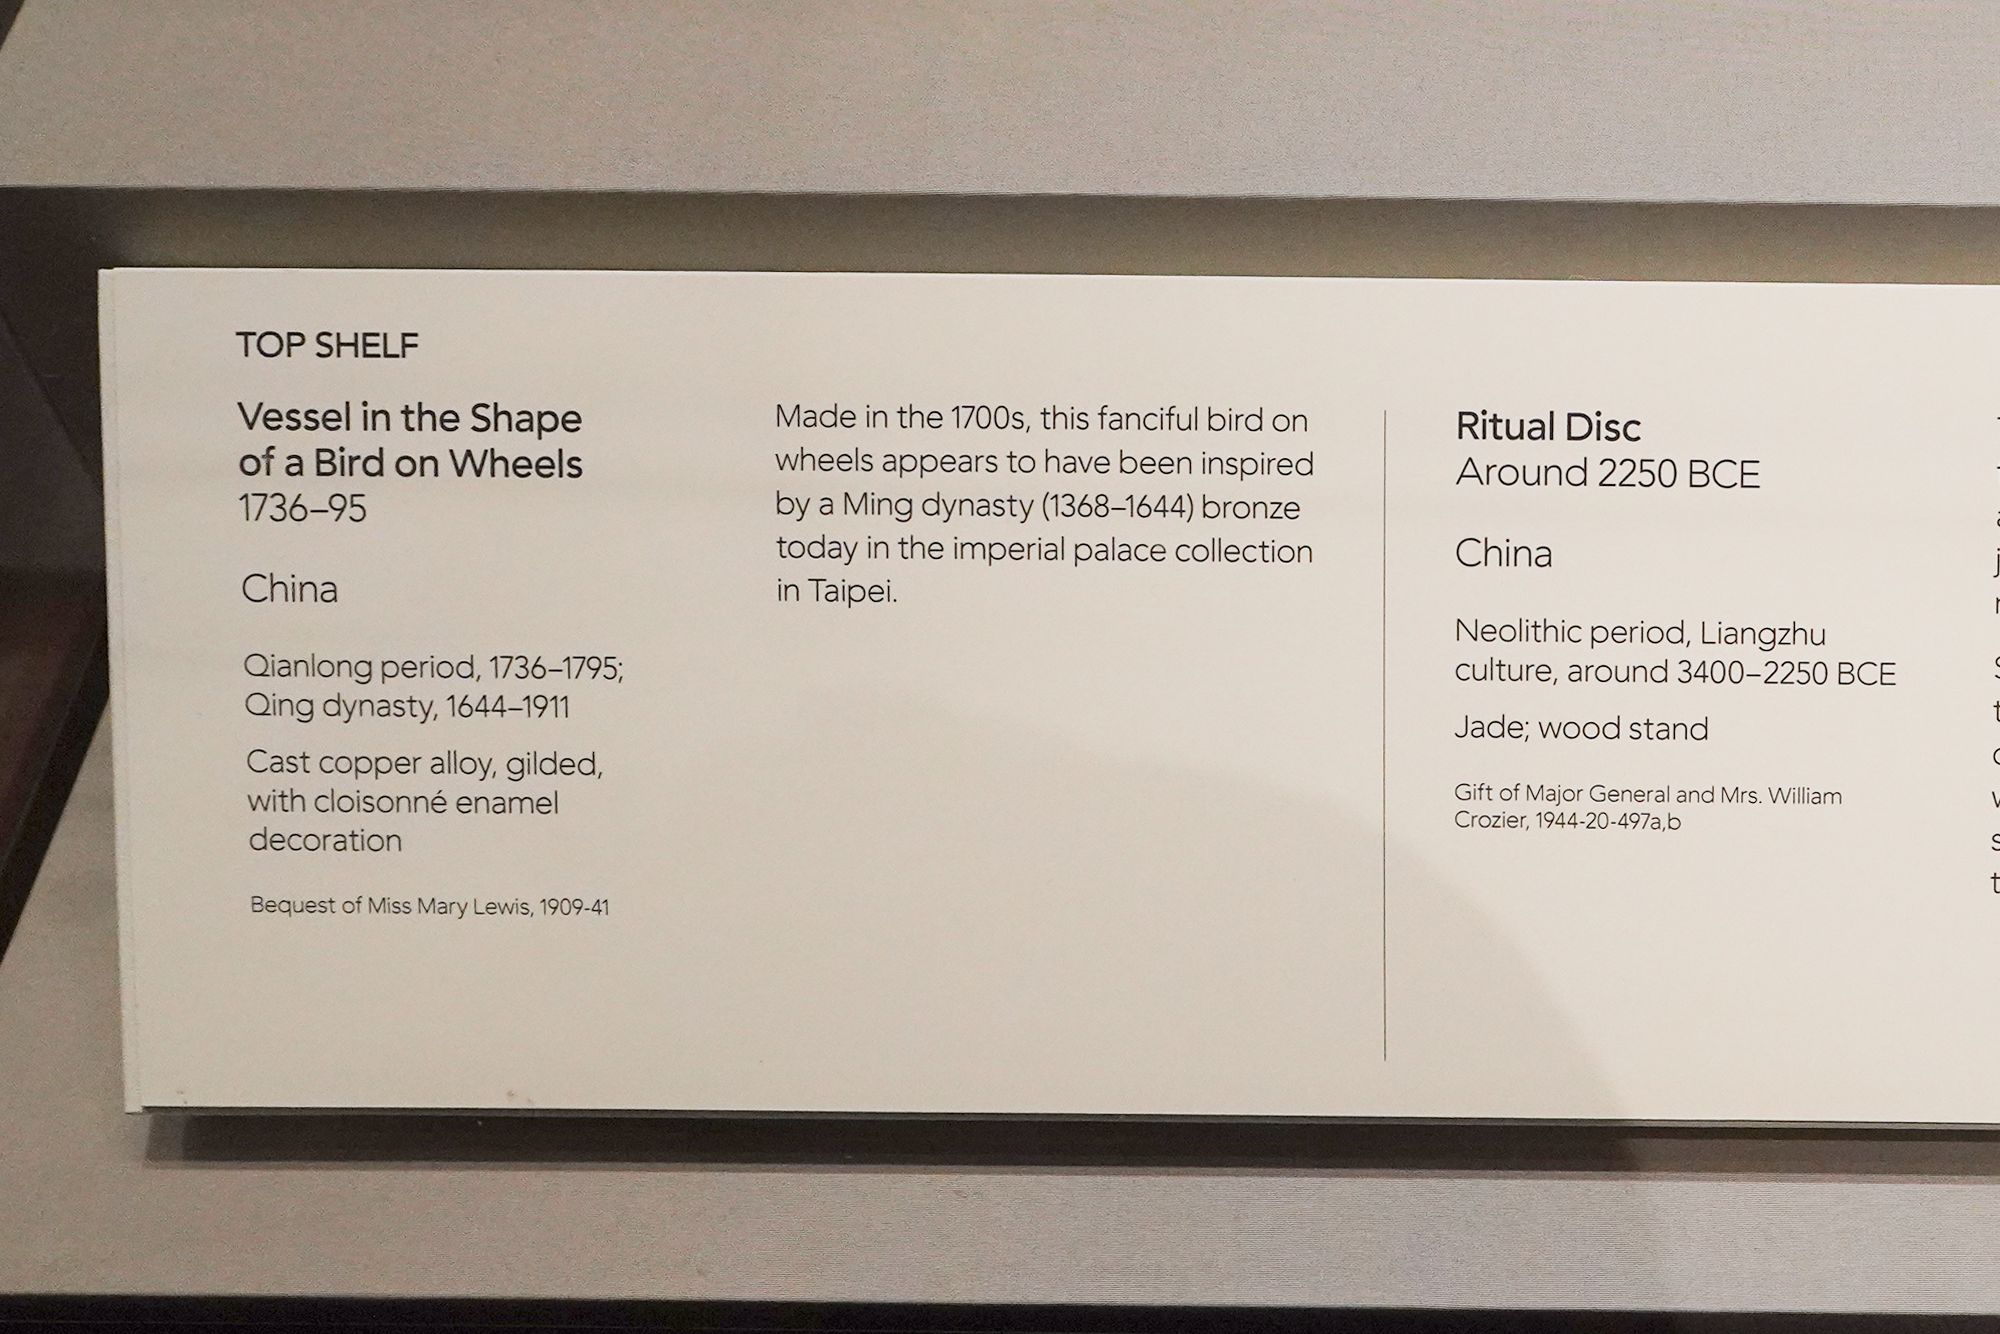 TOP SHELF
Vessel in the Shape
of a Bird on Wheels
1736–95
China
Qianlong period, 1736–1795;
Qing dynasty, 1644–1911
Cast copper alloy, gilded,
with cloisonné enamel
decoration
Bequest of Miss Mary Lewis, 1909-41
Made in the 1700s, this fanciful bird on
wheels appears to have been inspired
by a Ming dynasty (1368–1644) bronze
today in the imperial palace collection
in Taipei.
Ritual Disc
Around 2250 BCE
China
Neolithic period, Liangzhu
culture, around 3400–2250 BCE
Jade; wood stand
Gift of Major General and Mrs. William
Crozier, 1944-20-497a,b